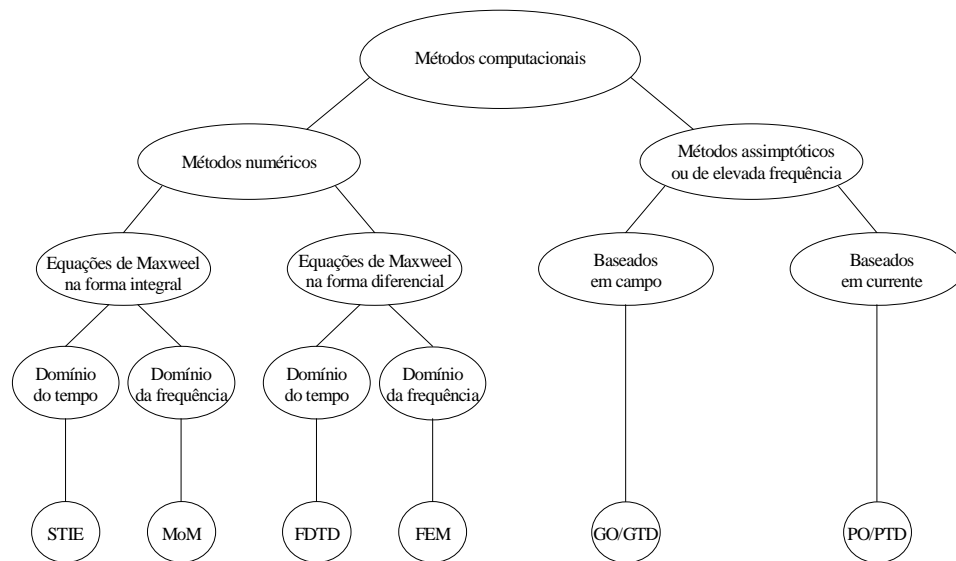 Métodos computacionais
Métodos numéricos
Métodos assimptóticos
ou de elevada frequência
Equações de Maxweel
na forma integral
Equações de Maxweel
na forma diferencial
Baseados
em campo
Baseados
em currente
Domínio
do tempo
Domínio
da frequência
Domínio
do tempo
Domínio
da frequência
STIE
MoM
FDTD
FEM
GO/GTD
PO/PTD